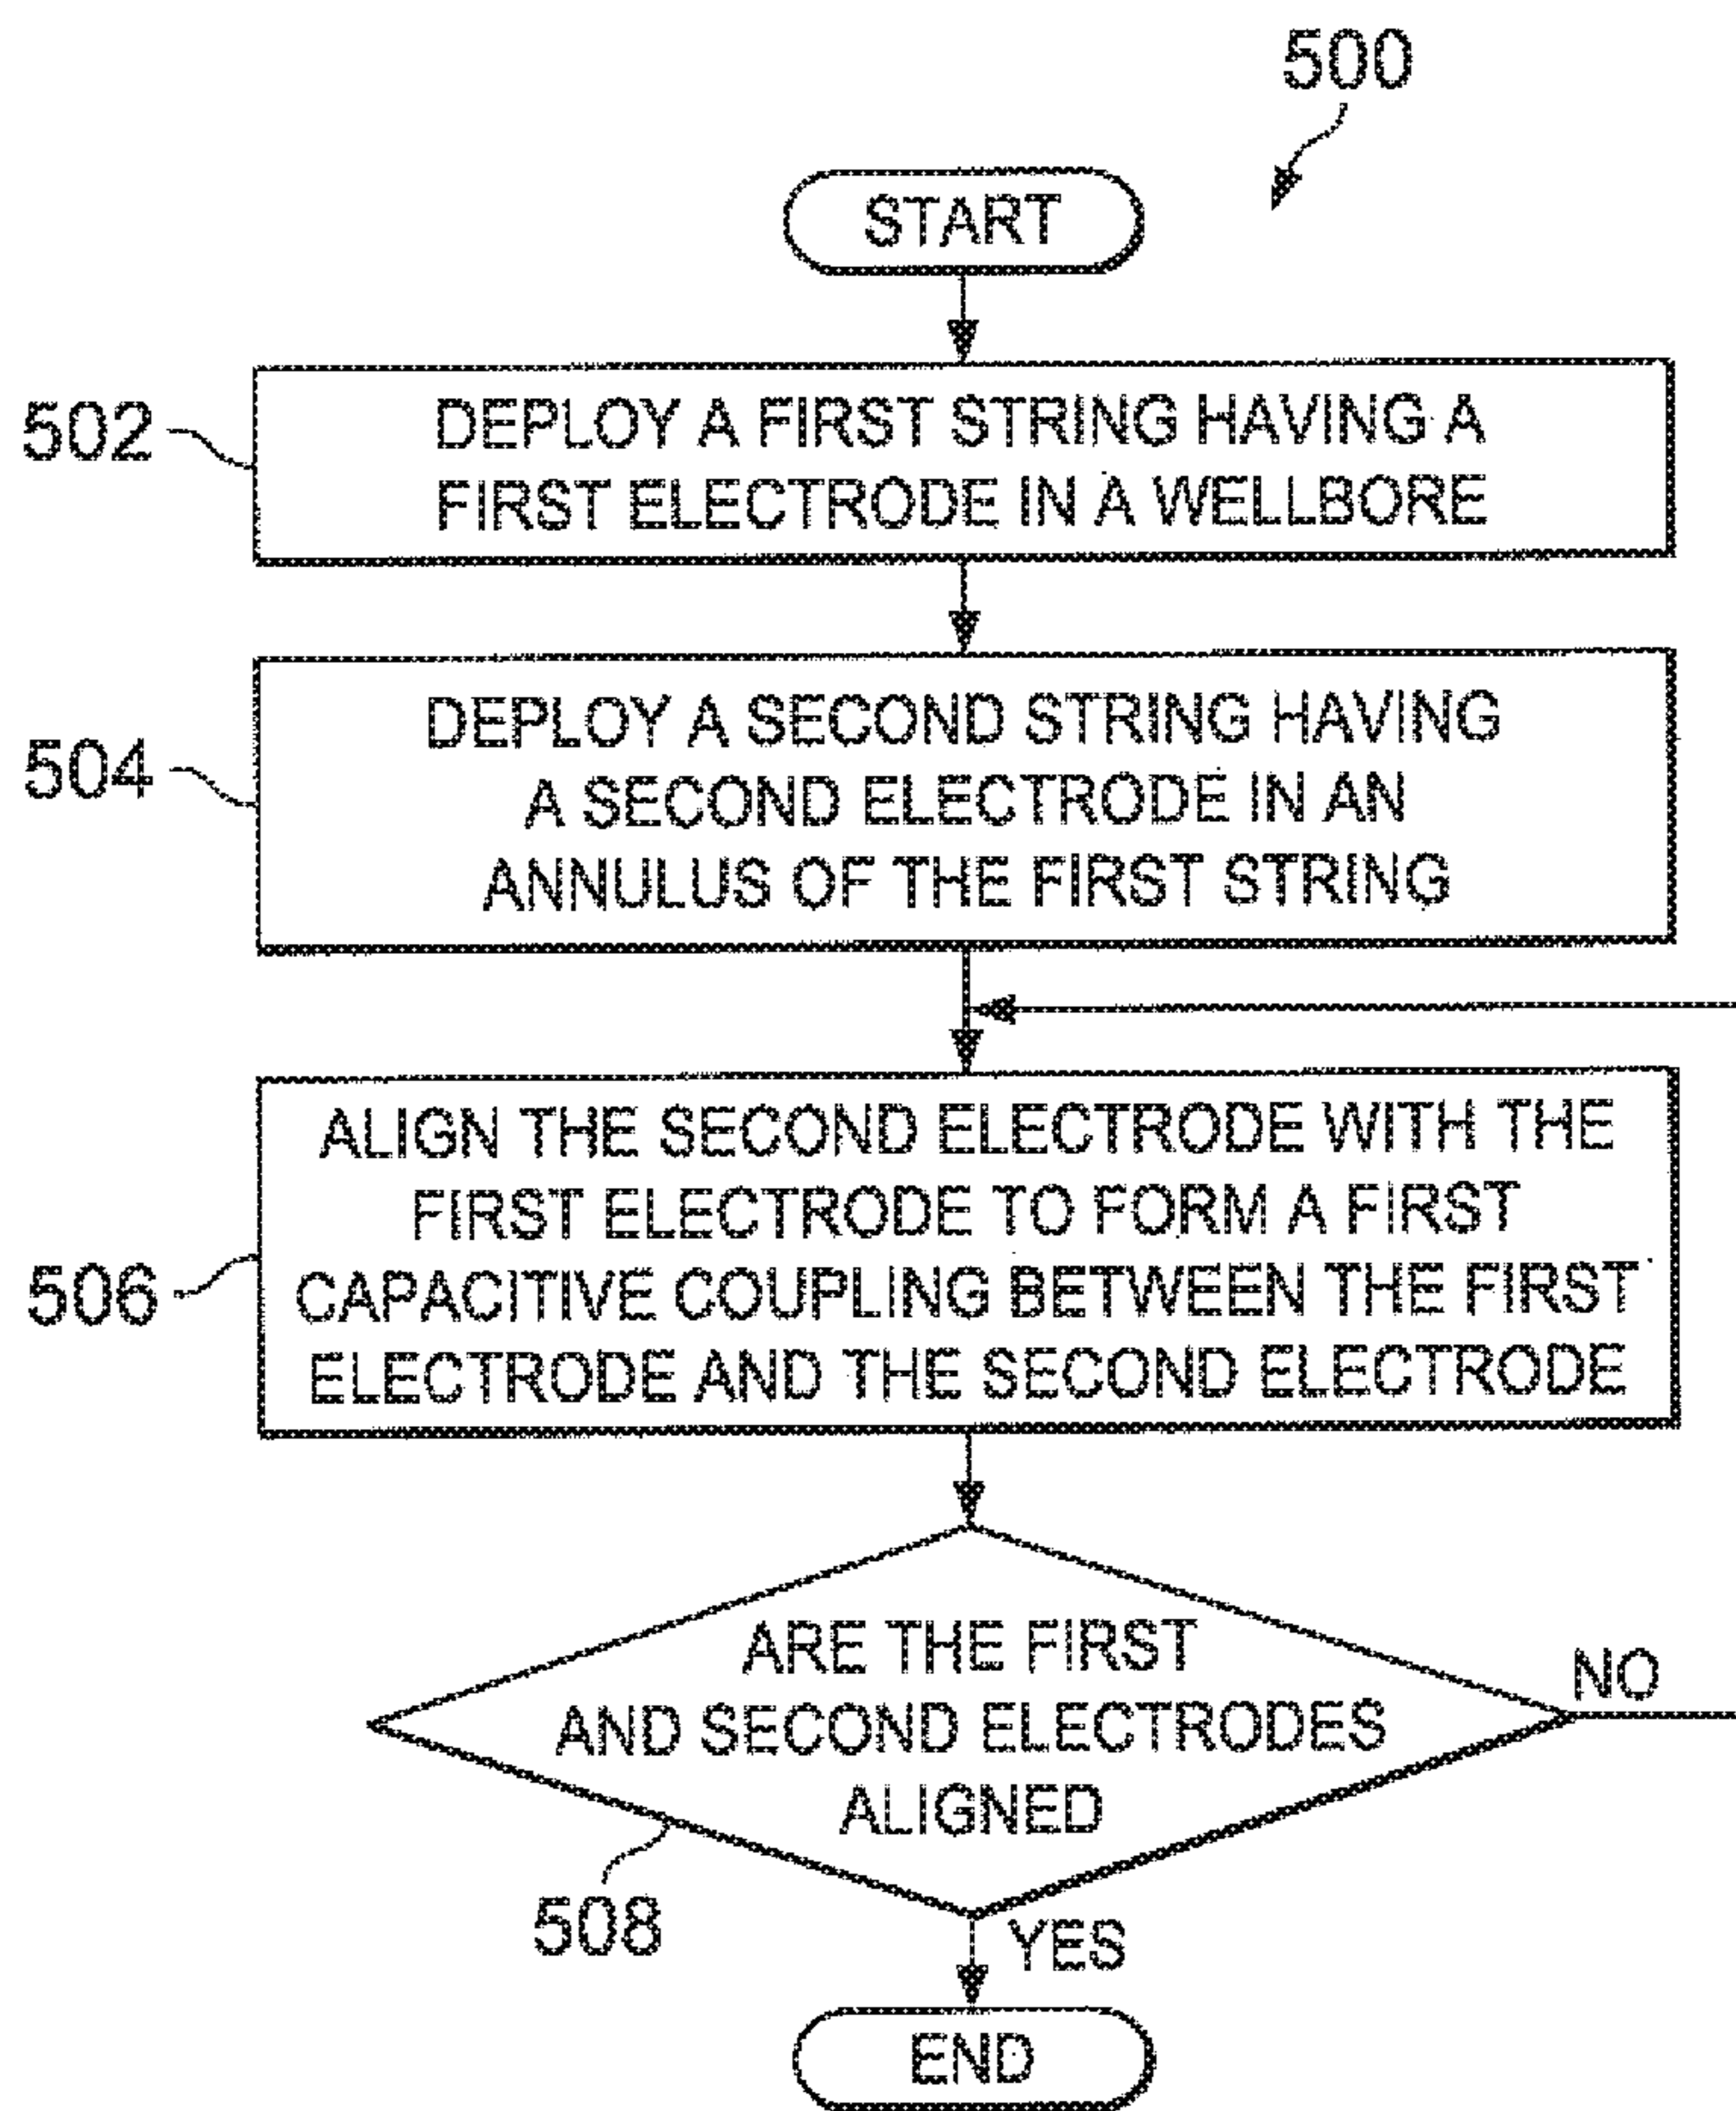 500
START
502
DEPLOY A FIRST STRING HAVING A
FIRST ELECTRODE IN A WELLBORE
504
DEPLOY A SECOND STRING HAVING
A SECOND ELECTRODE IN AN
ANNULUS OF THE FIRST STRING
506
ALIGN THE SECOND ELECTRODE WITH THE
FIRST ELECTRODE TO FORM A FIRST
CAPACITIVE COUPLING BETWEEN THE FIRST
ELECTRODE AND THE SECOND ELECTRODE
ARE THE FIRST
AND SECOND ELECTRODES
ALIGNED
NO
508
YES
END